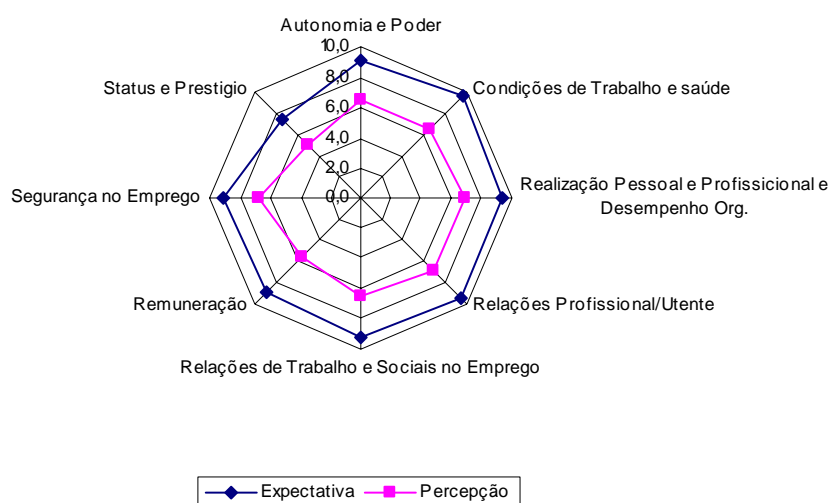 Autonomia e Poder
10,0
8,0
6,0
4,0
2,0
0,0
Condições de Trabalho e saúde
Realização Pessoal e Profissicional e
Desempenho Org.
Relações Profissional/Utente
Relações de Trabalho e Sociais no Emprego
Remuneração
Segurança no Emprego
Status e Prestigio
Expectativa
Percepção